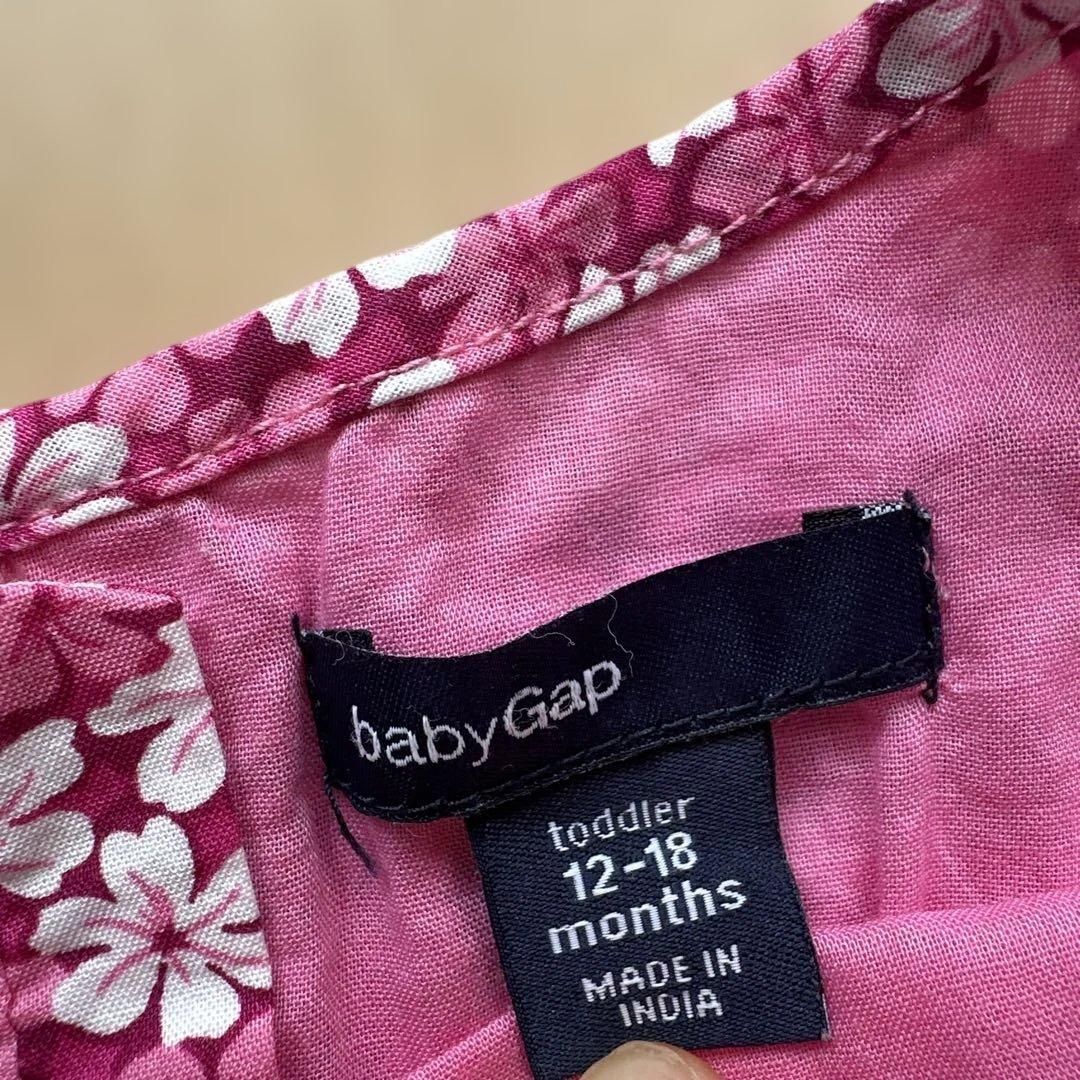 babyGap
toddler
12-18
months
MADE IN
INDIA